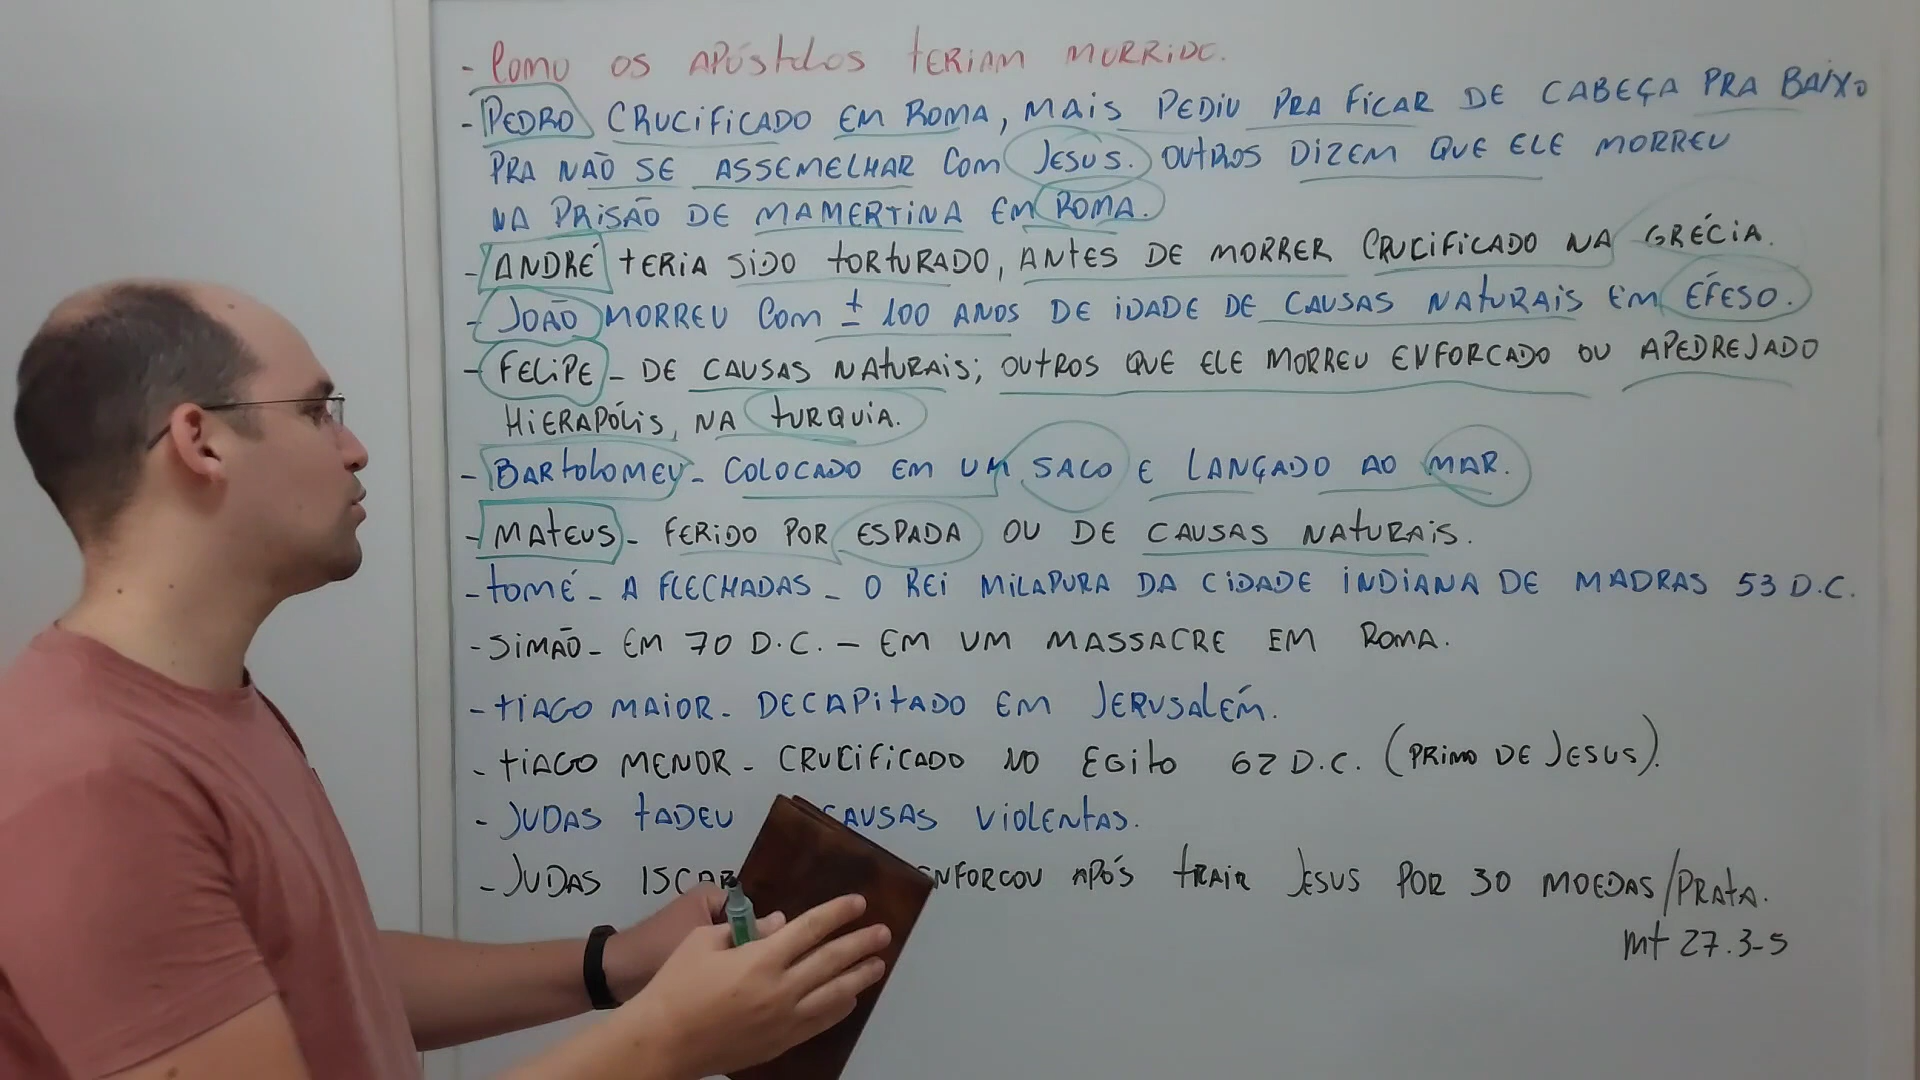 - Como os Apóstolos teriam morrido.
- PEDRO CRUCIFICADO EM ROMA, MAIS PEDIU PRA FICAR DE CABEÇA PRA BAIXO
PRA NÃO SE ASSEMELHAR COM JESUS. OUTROS DIZEM QUE ELE MORREU
NA PRISÃO DE MAMERTINA EM ROMA.
- ANDRÉ TERIA SIDO TORTURADO, ANTES DE MORRER CRUCIFICADO NA GRÉCIA.
- JOÃO MORREU COM ± 100 ANOS DE IDADE DE CAUSAS NATURAIS EM ÉFESO.
- FELIPE - DE CAUSAS NATURAIS; OUTROS QUE ELE MORREU ENFORCADO OU APEDREJADO
HIERAPÓLIS, NA TURQUIA.
- BARTOLOMEU - COLOCADO EM UM SACO E LANÇADO AO MAR.
- MATEUS - FERIDO POR ESPADA OU DE CAUSAS NATURAIS.
- TOMÉ - A FLECHADAS - O REI MILAPURA DA CIDADE INDIANA DE MADRAS 53 D.C.
- SIMÃO - EM 70 D.C. - EM UM MASSACRE EM ROMA.
- TIAGO MAIOR - DECAPITADO EM JERUSALÉM.
- TIAGO MENOR - CRUCIFICADO NO EGITO 62 D.C. (PRIMO DE JESUS).
- JUDAS TADEU CAUSAS VIOLENTAS.
- JUDAS APÓS TRAIR JESUS POR 30 MOEDAS/PRATA.
Mt 27.3-5